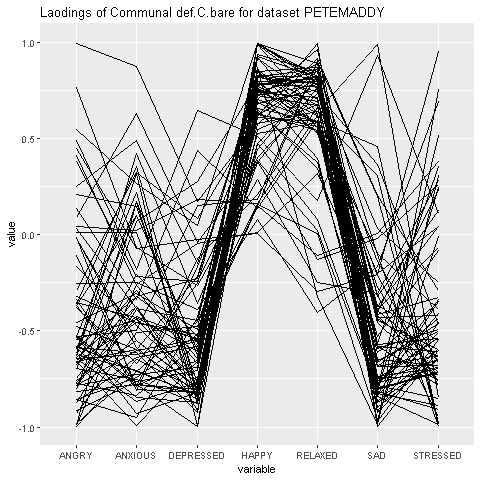 Laodings of Communal def.C.bare for dataset PETEMADDY
1.0
0.5
0.0
-0.5
-1.0
value
ANGRY ANXIOUS DEPRESSED HAPPY RELAXED SAD STRESSED
variable